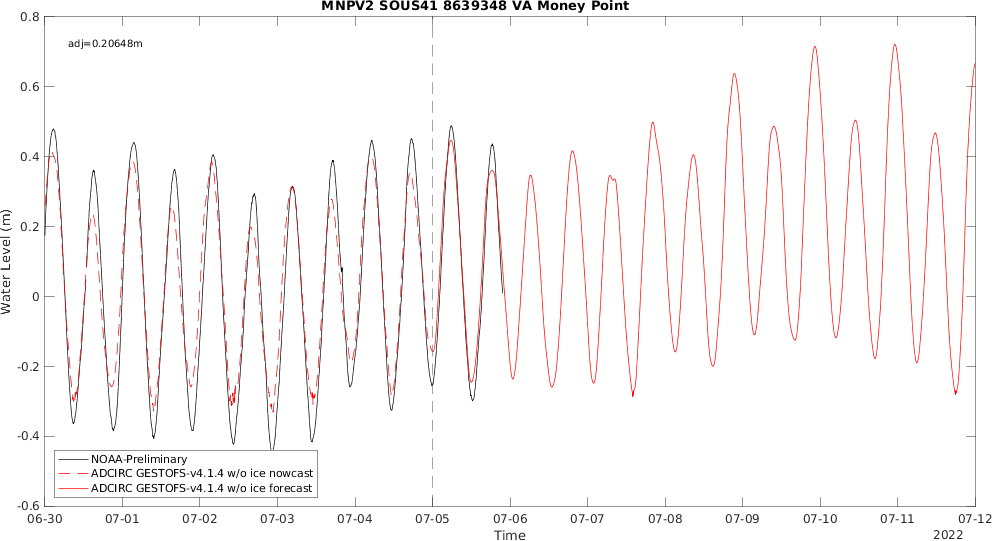 MNPV2 SOUS41 8639348 VA Money Point
adj=0.20648m
0.8
0.6
0.4
0.2
0
-0.2
-0.4
-0.6
Water Level (m)
NOAA-Preliminary
ADCIRC GESTOFS-v4.1.4 w/o ice nowcast
ADCIRC GESTOFS-v4.1.4 w/o ice forecast
06-30 07-01 07-02 07-03 07-04 07-05 07-06 07-07 07-08 07-09 07-10 07-11 07-12
Time
2022